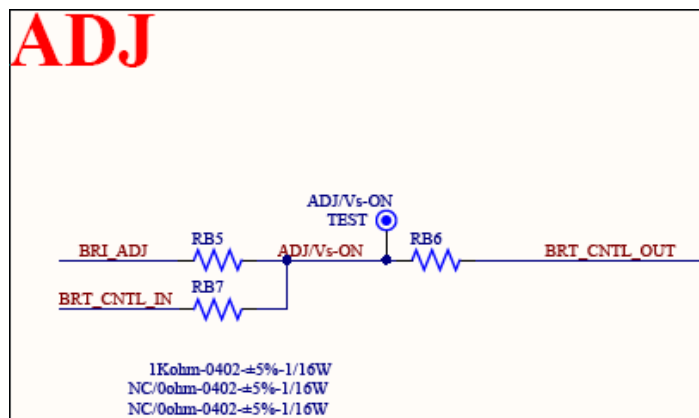 ADJ
ADJ/Vs-ON
TEST
RB5
RB6
BRI_ADJ
ADJ/Vs-ON
BRT_CNTL_OUT
RB7
BRT_CNTL_IN
1Kohm-0402-±5%-1/16W
NC/0ohm-0402-±5%-1/16W
NC/0ohm-0402-±5%-1/16W